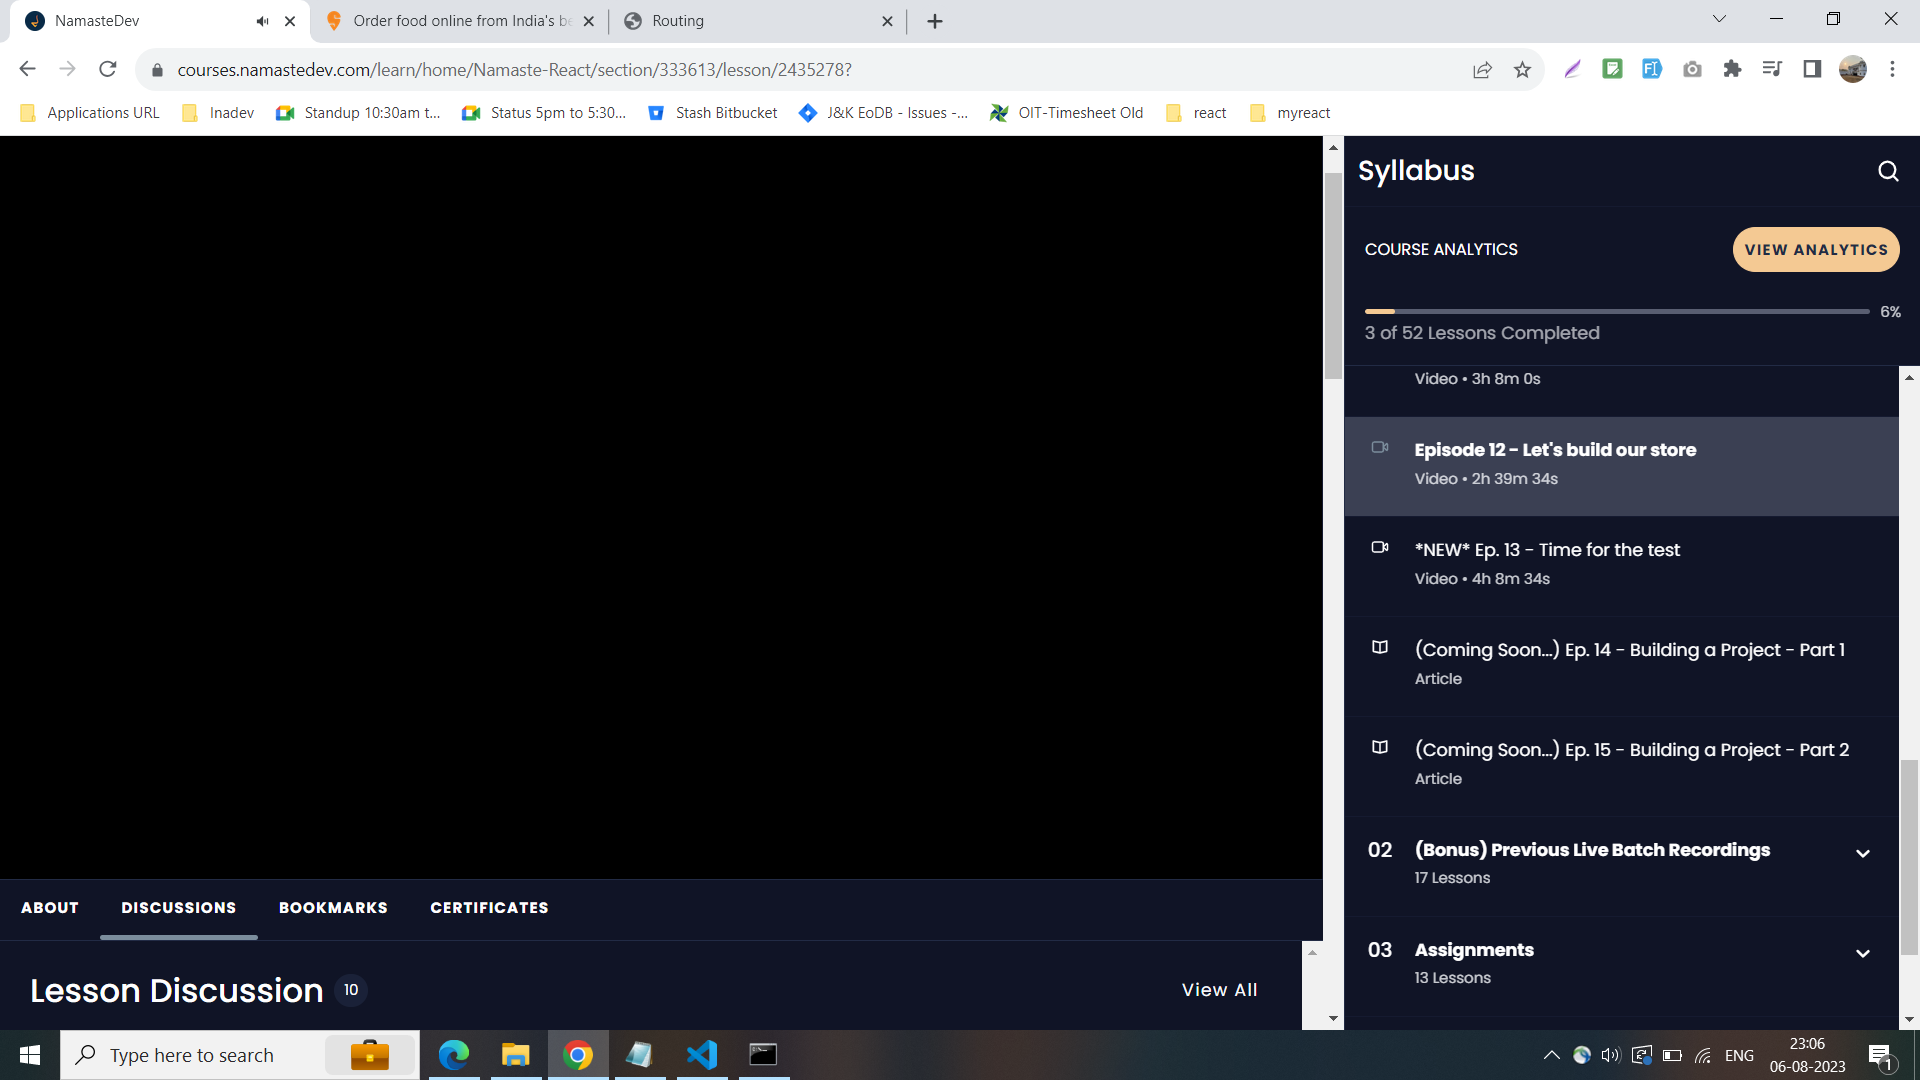 NamasteDev
Order food online from India's be
Routing
courses.namastedev.com/learn/home/Namaste-React/section/333613/lesson/2435278?
Applications URL
Inadev
Standup 10:30am t...
Status 5pm to 5:30...
Stash Bitbucket
J&K EoDB - Issues -...
OIT-Timesheet Old
react
myreact
Syllabus
COURSE ANALYTICS
VIEW ANALYTICS
6%
3 of 52 Lessons Completed
Video • 3h 8m 0s
Episode 12 - Let's build our store
Video • 2h 39m 34s
*NEW* Ep. 13 - Time for the test
Video • 4h 8m 34s
(Coming Soon...) Ep. 14 - Building a Project - Part 1
Article
(Coming Soon...) Ep. 15 - Building a Project - Part 2
Article
02 (Bonus) Previous Live Batch Recordings
17 Lessons
03 Assignments
13 Lessons
ABOUT DISCUSSIONS BOOKMARKS CERTIFICATES
Lesson Discussion 10
View All
Type here to search
ENG
23:06
06-08-2023
1